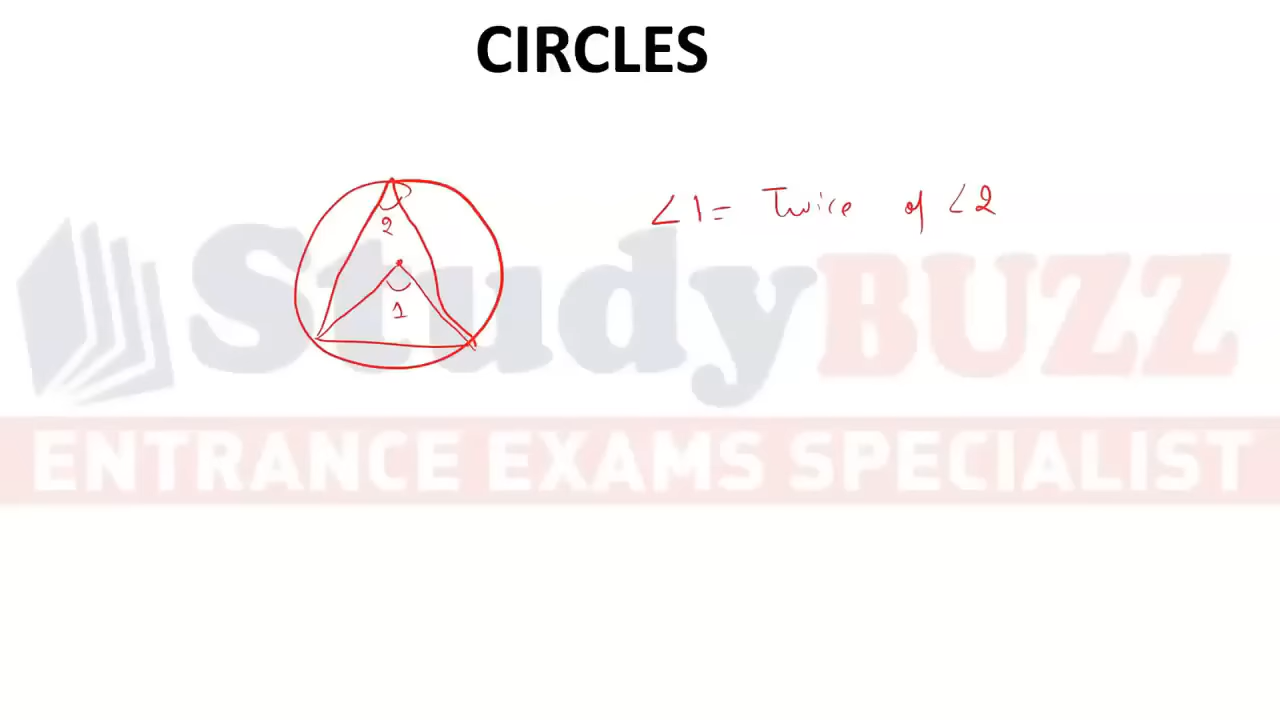 CIRCLES
∠1= Twice of ∠2
2
1
StudyBUZZ
ENTRANCE EXAMS SPECIALIST